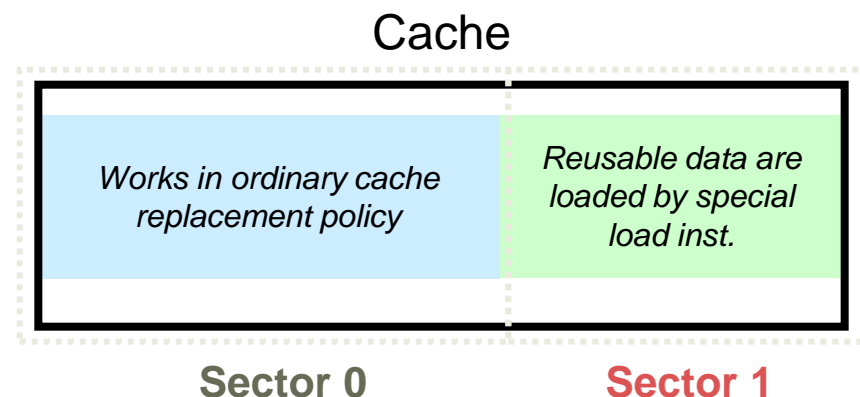 Cache
Works in ordinary cache
replacement policy
Reusable data are
loaded by special
load inst.
Sector 0
Sector 1